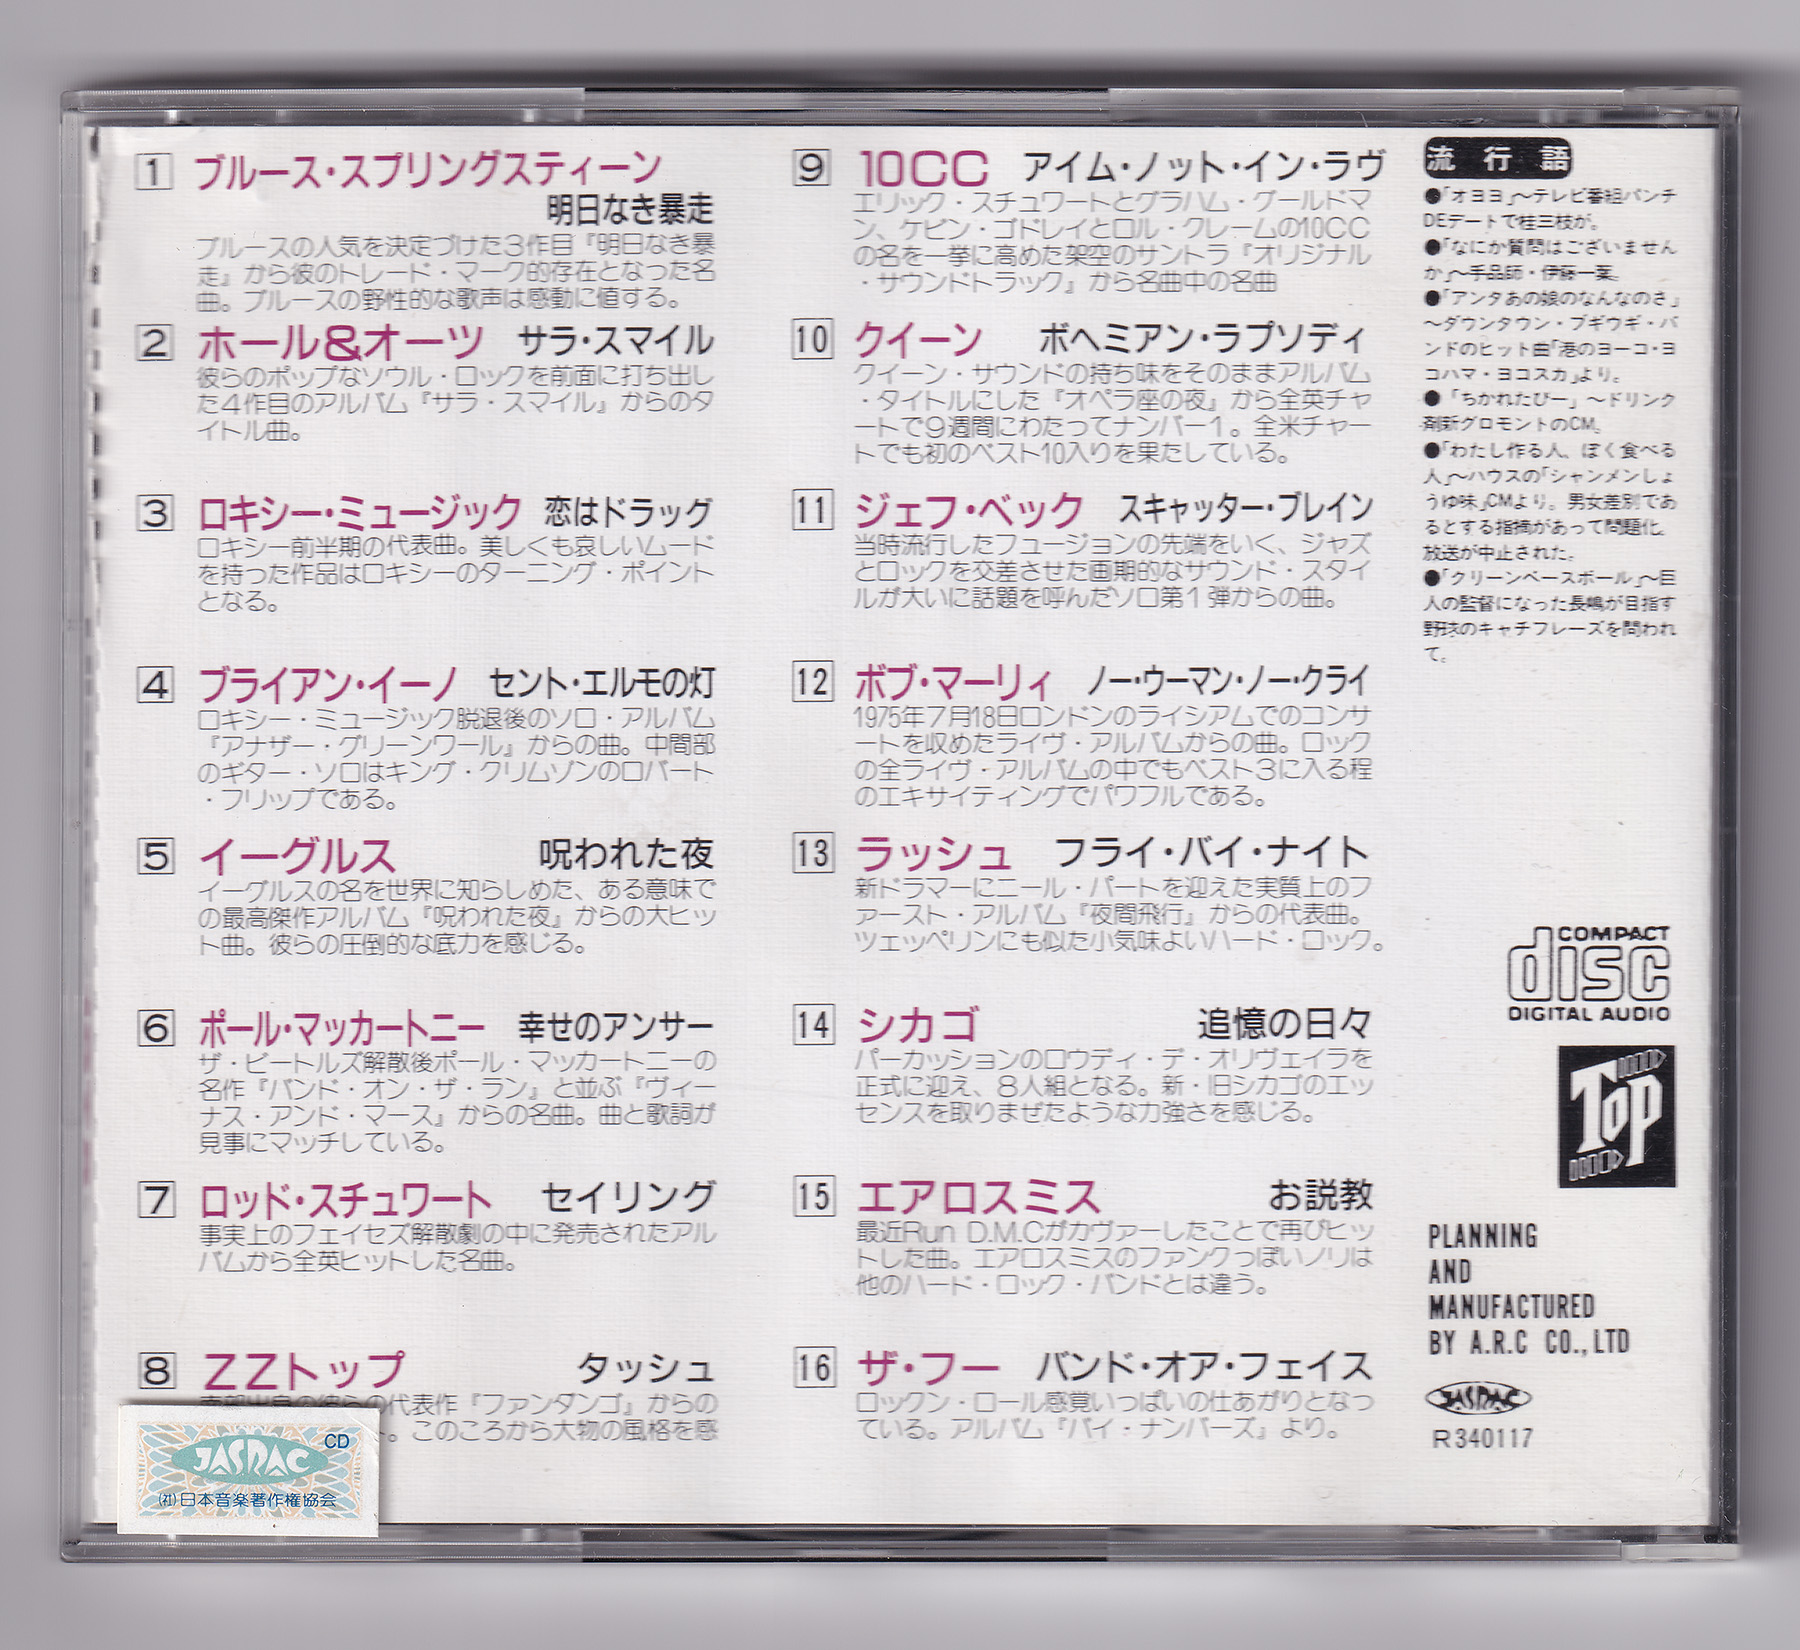 1 ブルース・スプリングスティーン
明日なき暴走
ブルースの人気を決定づけた3作目『明日なき暴
走』から彼のトレード・マーク的存在となった名
曲。ブルースの野性的な歌声は感動に値する。
2 ホール&オーツ サラ・スマイル
彼らのポップなソウル・ロックを前面に打ち出し
た4作目のアルバム『サラ・スマイル』からのタ
イトル曲。
3 ロキシー・ミュージック 恋はドラッグ
ロキシー前半期の代表曲。美しくも哀しいムード
を持った作品はロキシーのターニング・ポイント
となる。
4 ブライアン・イーノ セント・エルモの灯
ロキシー・ミュージック脱退後のソロ・アルバム
『アナザー・グリーンワール』からの曲。中間部
のギター・ソロはキング・クリムゾンのロバート
・フリップである。
5 イーグルス 呪われた夜
イーグルスの名を世界に知らしめた、ある意味で
の最高傑作アルバム『呪われた夜』からの大ヒッ
ト曲。彼らの圧倒的な底力を感じる。
6 ポール・マッカートニー 幸せのアンサー
ザ・ビートルズ解散後ポール・マッカートニーの
名作『バンド・オン・ザ・ラン』と並ぶ『ヴィー
ナス・アンド・マース』からの名曲。曲と歌詞が
見事にマッチしている。
7 ロッド・スチュワート セイリング
事実上のフェイセズ解散劇の中に発売されたアル
バムから全英ヒットした名曲。
8 ZZトップ タッシュ
の代表作『ファンダンゴ』からの
。このころから大物の風格を感
JASRAC CD
(社)日本音楽著作権協会
9 10CC アイム・ノット・イン・ラヴ
エリック・スチュワートとグラハム・グールドマ
ン、ケビン・ゴドレイとロル・クレームの10CC
の名を一挙に高めた架空のサントラ『オリジナル
・サウンドトラック』から名曲中の名曲
10 クイーン ボヘミアン・ラプソディ
クイーン・サウンドの持ち味をそのままアルバム
・タイトルにした『オペラ座の夜』から全英チャ
ートで9週間にわたってナンバー1。全米チャー
トでも初のベスト10入りを果たしている。
11 ジェフ・ベック スキャッター・ブレイン
当時流行したフュージョンの先端をいく、ジャズ
とロックを交差させた画期的なサウンド・スタイ
ルが大いに話題を呼んだソロ第1弾からの曲。
12 ボブ・マーリィ ノー・ウーマン・ノー・クライ
1975年7月18日ロンドンのライシアムでのコンサ
ートを収めたライヴ・アルバムからの曲。ロック
の全ライヴ・アルバムの中でもベスト3に入る程
のエキサイティングでパワフルである。
13 ラッシュ フライ・バイ・ナイト
新ドラマーにニール・パートを迎えた実質上のフ
ァースト・アルバム『夜間飛行』からの代表曲。
ツェッペリンにも似た小気味よいハード・ロック。
14 シカゴ 追憶の日々
パーカッションのロウディ・デ・オリヴェイラを
正式に迎え、8人組となる。新・旧シカゴのエッ
センスを取りまぜたような力強さを感じる。
15 エアロスミス お説教
最近Run D.M.Cがカヴァーしたことで再びヒッ
トした曲。エアロスミスのファンクっぽいノリは
他のハード・ロック・バンドとは違う。
16 ザ・フー バンド・オア・フェイス
ロックン・ロール感覚いっぱいの仕あがりとなっ
ている。アルバム『バイ・ナンバーズ』より。
流行語
●「オヨヨ」〜テレビ番組パンチ
DEデートで桂三枝が。
●「なにか質問はございません
か」〜手品師・伊藤一葉。
●「アンタあの娘のなんなのさ」
〜ダウンタウン・ブギウギ・バ
ンドのヒット曲「港のヨーコ・ヨ
コハマ・ヨコスカ」より。
●「ちかれたびー」〜ドリンク
剤新グロモントのCM。
●「わたし作る人、ぼく食べる
人」〜ハウスの「シャンメンしょ
うゆ味」CMより。男女差別であ
るとする指摘があって問題化。
放送が中止された。
●「クリーンベースボール」〜巨
人の監督になった長嶋が目指す
野球のキャチフレーズを問われ
て。
COMPACT
disc
DIGITAL AUDIO
TOP
PLANNING
AND
MANUFACTURED
BY A.R.C CO.,LTD
JASRAC
R340117